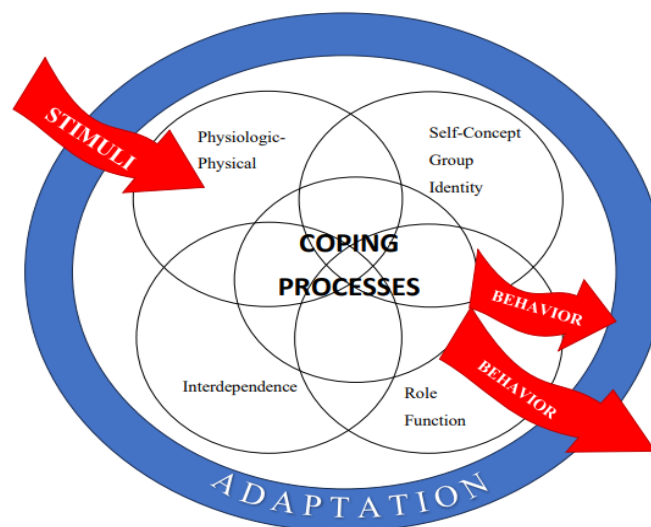 STIMULI
Physiologic-
Physical
Self-Concept
Group
Identity
COPING
PROCESSES
BEHAVIOR
BEHAVIOR
Interdependence
Role
Function
ADAPTATION